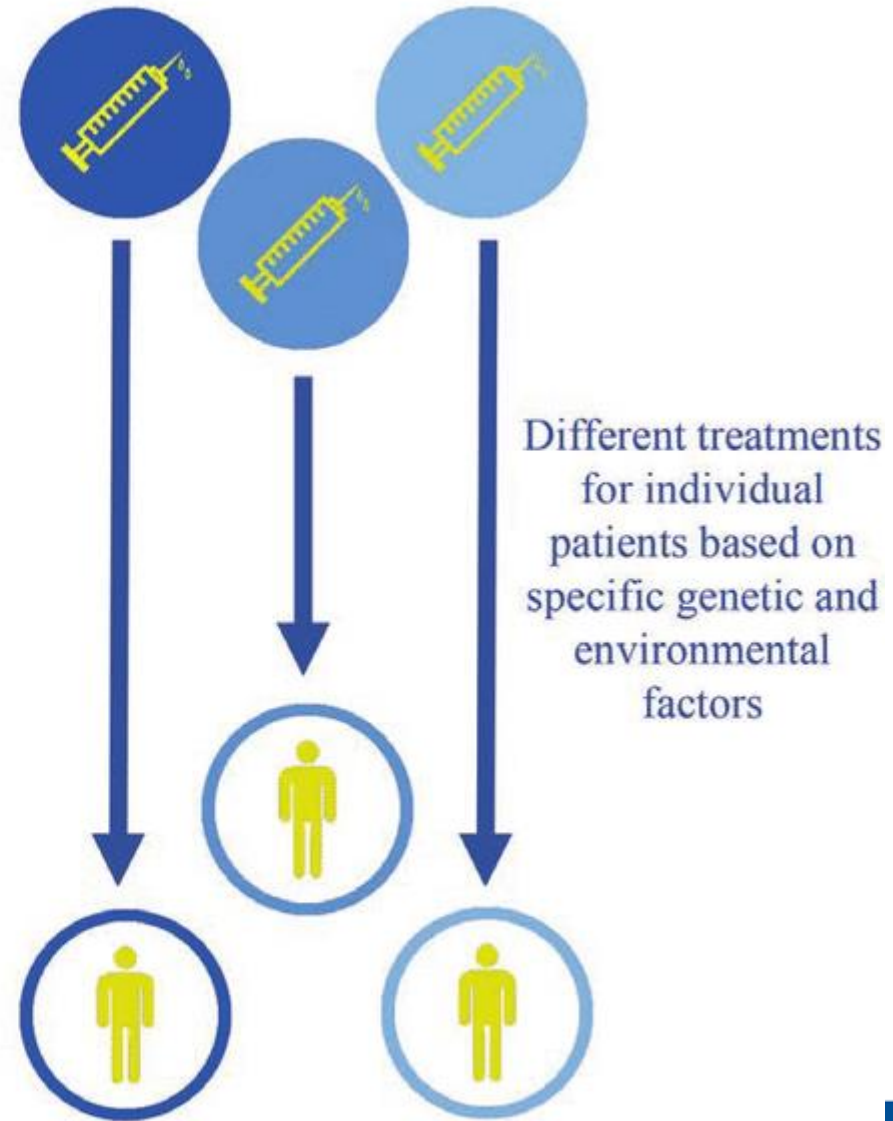 Different treatments
for individual
patients based on
specific genetic and
environmental
factors